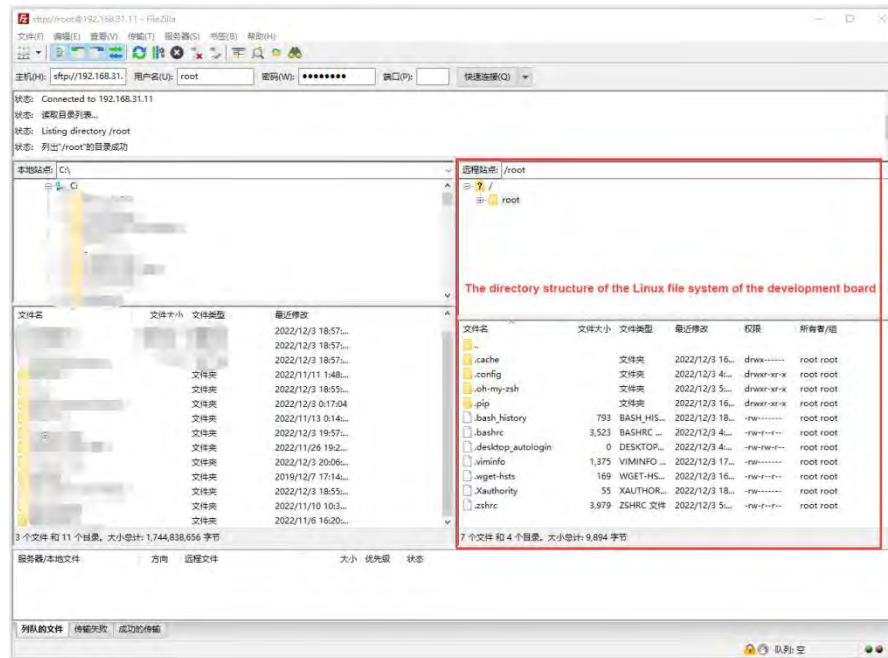 sftp://root@192.168.31.11 - FileZilla
文件(F) 编辑(E) 查看(V) 传输(T) 服务器(S) 书签(B) 帮助(H)
主机(H): sftp://192.168.31. 用户名(U): root 密码(W): ●●●●●●●● 端口(P): 快速连接(Q)
状态: Connected to 192.168.31.11
状态: 读取目录列表...
状态: Listing directory /root
状态: 列出"/root"的目录成功
本地站点: C:\
C:
远程站点: /root
/
root
The directory structure of the Linux file system of the development board
文件名 文件大小 文件类型 最近修改
2022/12/3 18:57:...
2022/12/3 18:57:...
2022/12/3 18:57:...
文件夹 2022/11/11 1:48:...
文件夹 2022/12/3 18:55:...
文件夹 2022/12/3 0:17:04
文件夹 2022/11/13 0:14:...
文件夹 2022/12/3 19:57:...
文件夹 2022/11/26 19:2...
文件夹 2022/12/3 20:06:...
文件夹 2019/12/7 17:14:...
文件夹 2022/12/3 18:55:...
文件夹 2022/11/10 10:3...
文件夹 2022/11/6 16:20:...
3 个文件 和 11 个目录。大小总计: 1,744,838,656 字节
文件名 文件大小 文件类型 最近修改 权限 所有者/组
..
.cache 文件夹 2022/12/3 16... drwx------ root root
.config 文件夹 2022/12/3 4:... drwxr-xr-x root root
.oh-my-zsh 文件夹 2022/12/3 5:... drwxr-xr-x root root
.pip 文件夹 2022/12/3 16... drwxr-xr-x root root
.bash_history 793 BASH_HIS... 2022/12/3 18... -rw------- root root
.bashrc 3,523 BASHRC ... 2022/12/3 4:... -rw-r--r-- root root
.desktop_autologin 0 DESKTOP... 2022/12/3 4:... -rw-rw-r-- root root
.viminfo 1,375 VIMINFO ... 2022/12/3 17... -rw------- root root
.wget-hsts 169 WGET-HS... 2022/12/3 16... -rw-r--r-- root root
.Xauthority 55 XAUTHOR... 2022/12/3 18... -rw------- root root
.zshrc 3,979 ZSHRC 文件 2022/12/3 5:... -rw-r--r-- root root
7 个文件 和 4 个目录。大小总计: 9,894 字节
服务器/本地文件 方向 远程文件 大小 优先级 状态
列队的文件 传输失败 成功的传输
队列: 空